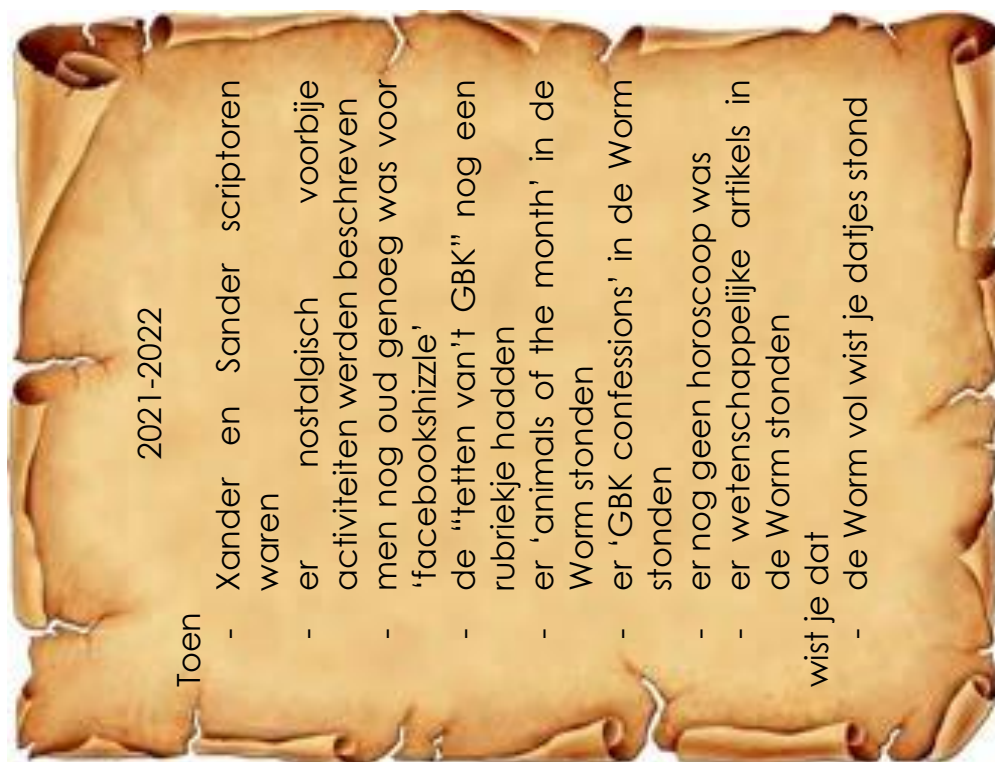 2021-2022
Toen
- Xander en Sander scriptoren
waren
- er nostalgisch voorbije
activiteiten werden beschreven
- men nog oud genoeg was voor
‘facebookshizzle’
- de “tetten van’t GBK” nog een
rubriekje hadden
- er ‘animals of the month’ in de
Worm stonden
- er ‘GBK confessions’ in de Worm
stonden
- er nog geen horoscoop was
- er wetenschappelijke artikels in
de Worm stonden
wist je dat
- de Worm vol wist je datjes stond